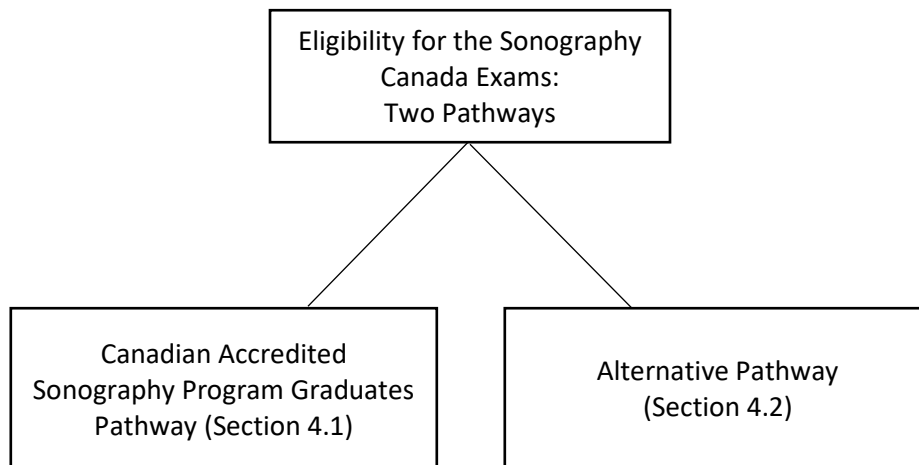 Eligibility for the Sonography
Canada Exams:
Two Pathways
Canadian Accredited
Sonography Program Graduates
Pathway (Section 4.1)
Alternative Pathway
(Section 4.2)